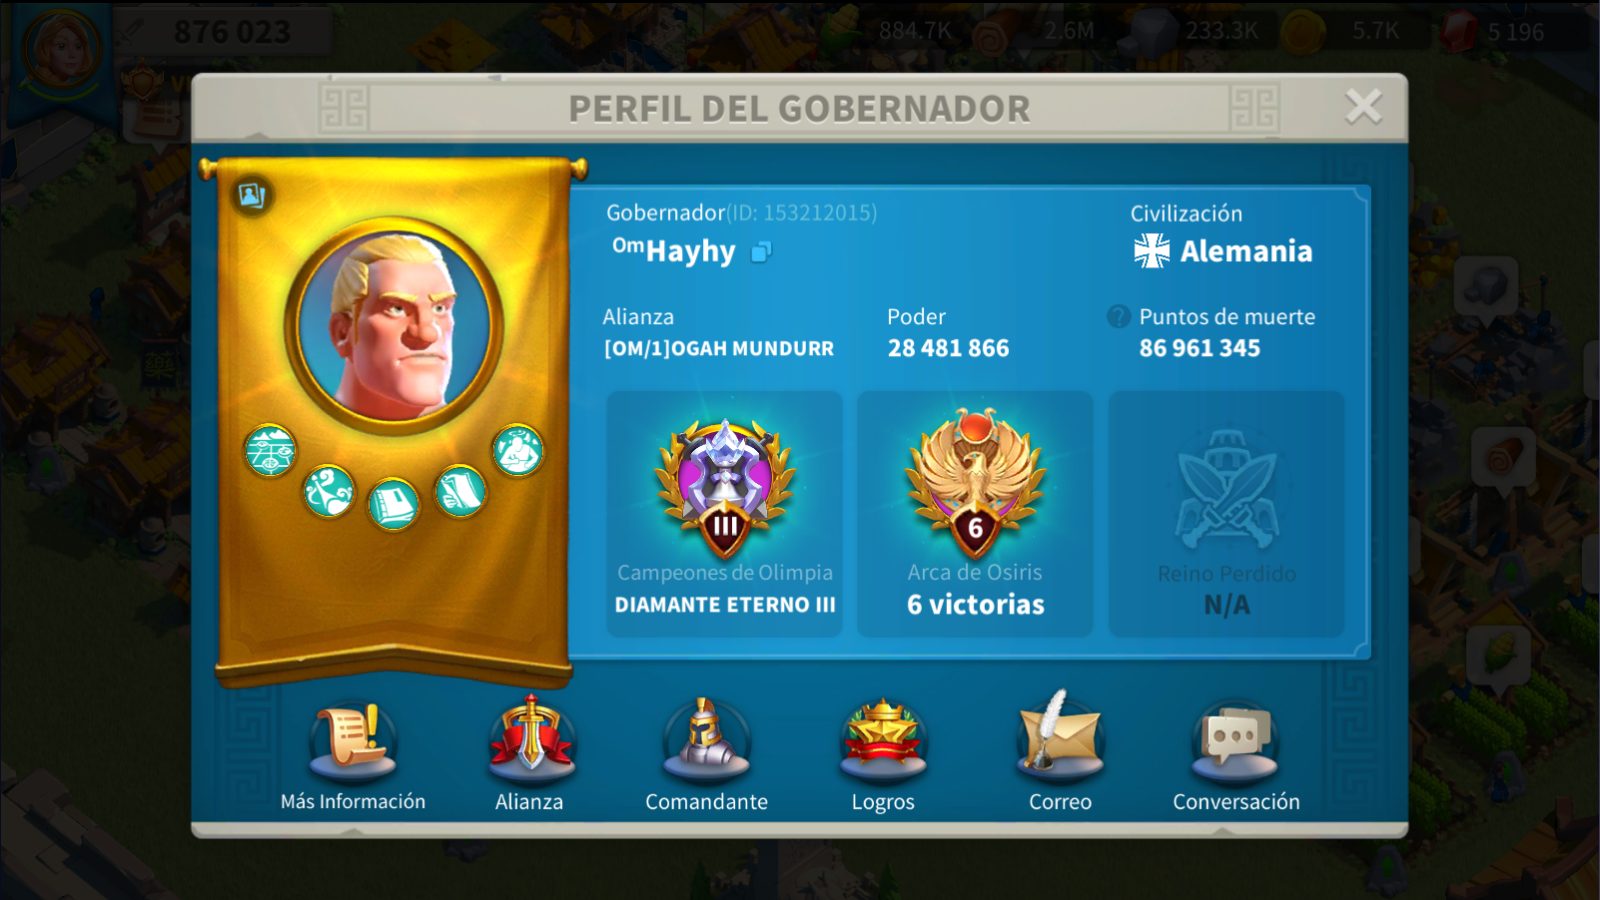 876 023
884.7K
2.6M
233.3K
5.7K
5 196
PERFIL DEL GOBERNADOR
Gobernador(ID: 153212015)
Civilización
ᴼᵐHayhy
Alemania
Alianza
Poder
Puntos de muerte
[OM/1]OGAH MUNDURR
28 481 866
86 961 345
III
6
Campeones de Olimpia
DIAMANTE ETERNO III
Arca de Osiris
6 victorias
Reino Perdido
N/A
Más Información
Alianza
Comandante
Logros
Correo
Conversación